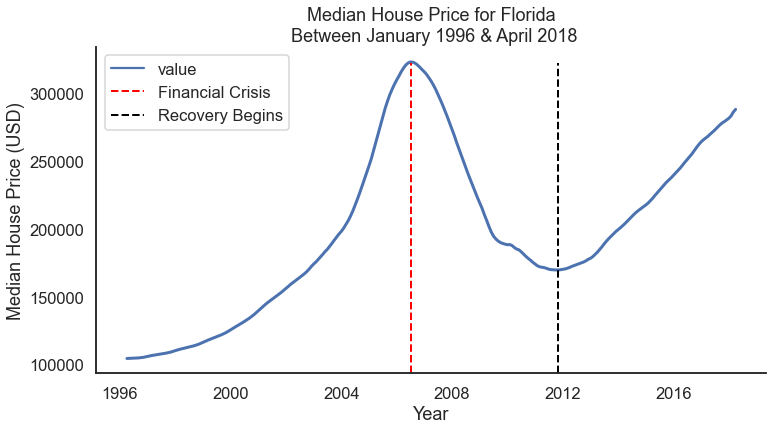 Median House Price for Florida
Between January 1996 & April 2018
value
Financial Crisis
Recovery Begins
Median House Price (USD)
300000
250000
200000
150000
100000
1996 2000 2004 2008 2012 2016
Year